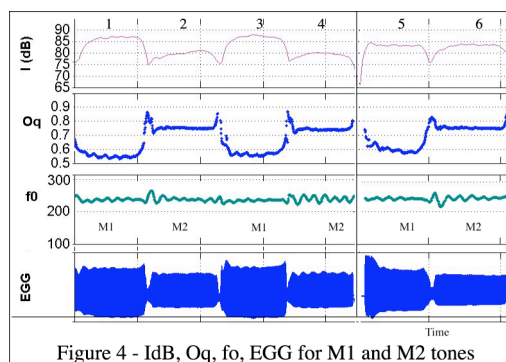 1 2 3 4 5 6
I (dB)
90
85
80
75
70
65
Oq
0.9
0.8
0.7
0.6
0.5
f0
300
200
100
M1 M2 M1 M2 M1 M2
EGG
Time
Figure 4 - IdB, Oq, fo, EGG for M1 and M2 tones